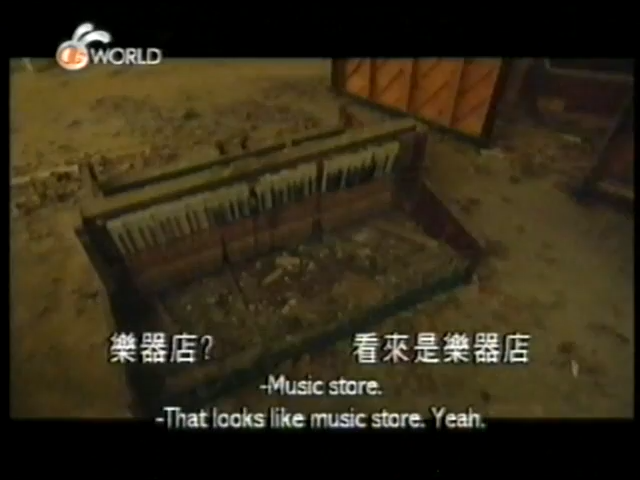 WORLD
樂器店? 看來是樂器店
-Music store.
-That looks like music store. Yeah.